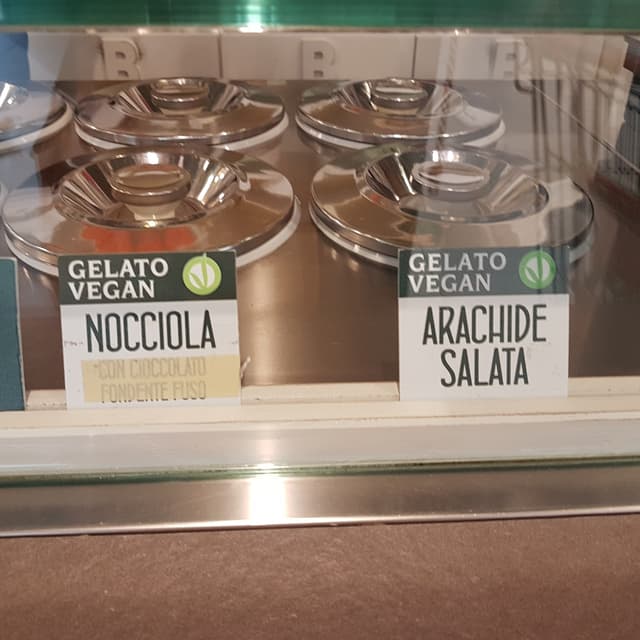 GELATO
VEGAN
NOCCIOLA
*CON CIOCCOLATO
FONDENTE FUSO
GELATO
VEGAN
ARACHIDE
SALATA